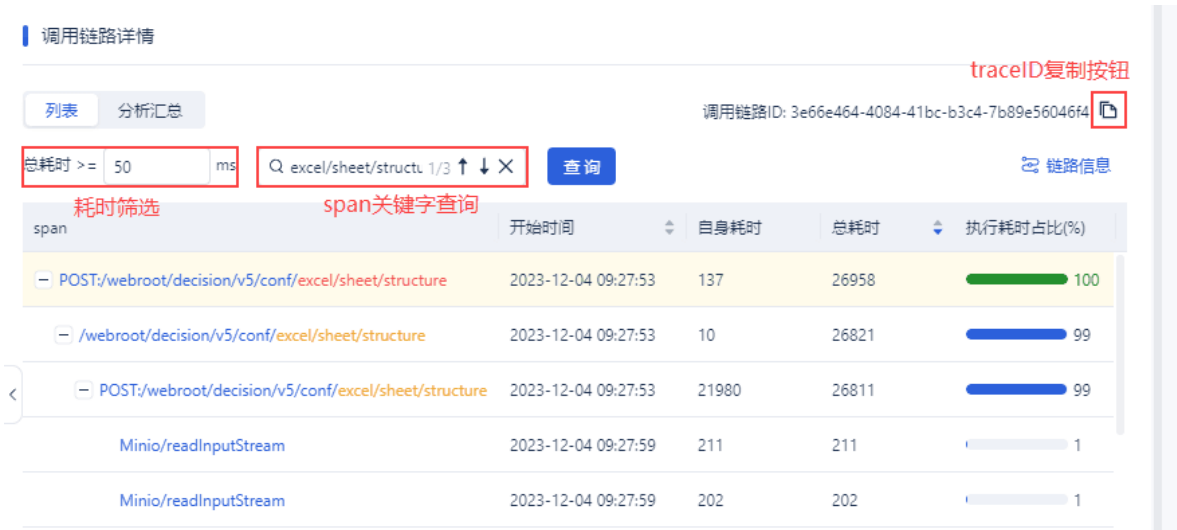 调用链路详情
traceID复制按钮
列表 分析汇总 调用链路ID: 3e66e464-4084-41bc-b3c4-7b89e56046f4
总耗时 >= 50 ms excel/sheet/structu 1/3 查询 链路信息
耗时筛选 span关键字查询
span 开始时间 自身耗时 总耗时 执行耗时占比(%)
POST:/webroot/decision/v5/conf/excel/sheet/structure 2023-12-04 09:27:53 137 26958 100
/webroot/decision/v5/conf/excel/sheet/structure 2023-12-04 09:27:53 10 26821 99
POST:/webroot/decision/v5/conf/excel/sheet/structure 2023-12-04 09:27:53 21980 26811 99
Minio/readInputStream 2023-12-04 09:27:59 211 211 1
Minio/readInputStream 2023-12-04 09:27:59 202 202 1